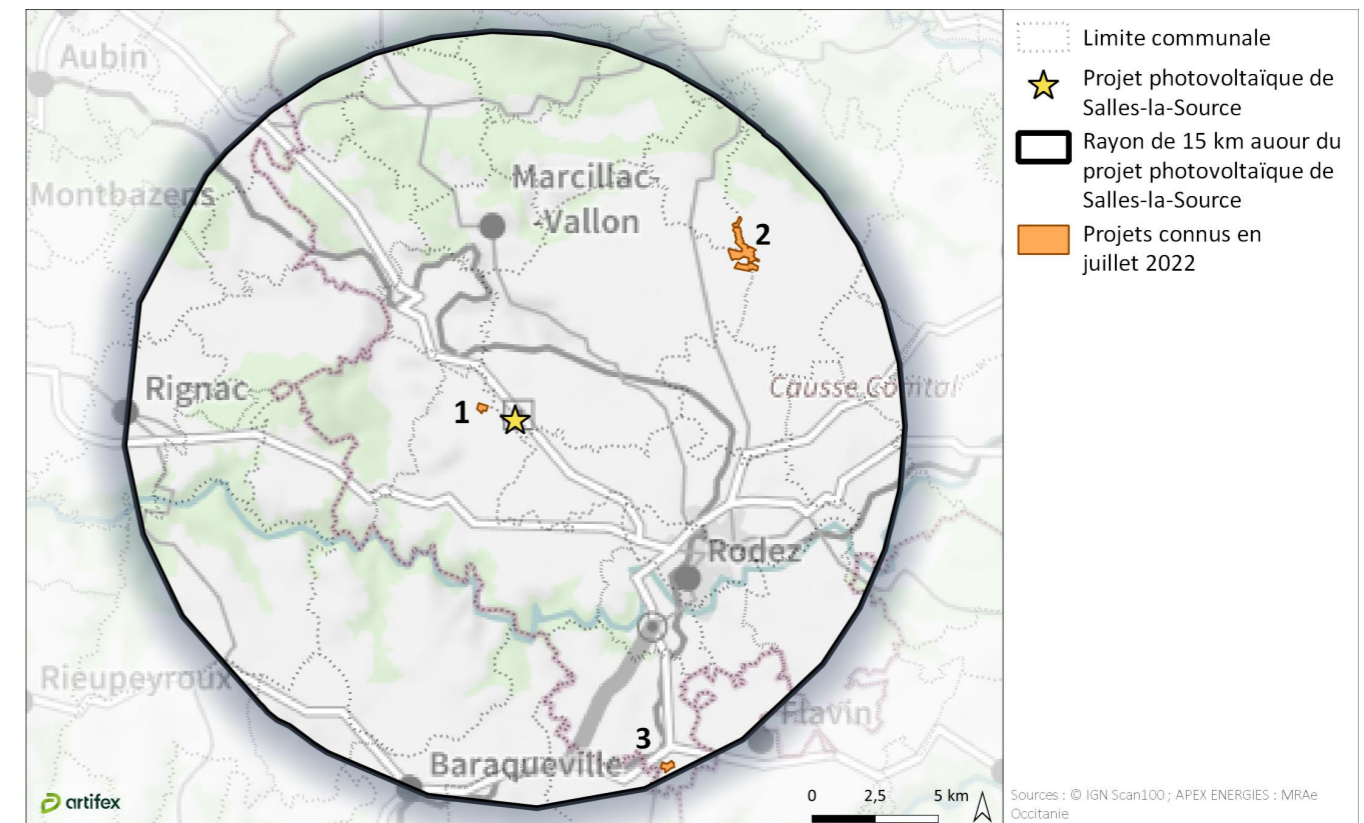 Aubin
Montbazens
Marcillac-
-Vallon
2
Rignac
1
Causse Comtal
Rodez
Rieupeyroux
Flavin
3
Baraqueville
artifex
0 2,5 5 km
Limite communale
Projet photovoltaïque de
Salles-la-Source
Rayon de 15 km auour du
projet photovoltaïque de
Salles-la-Source
Projets connus en
juillet 2022
Sources : © IGN Scan100 ; APEX ENERGIES : MRAe
Occitanie